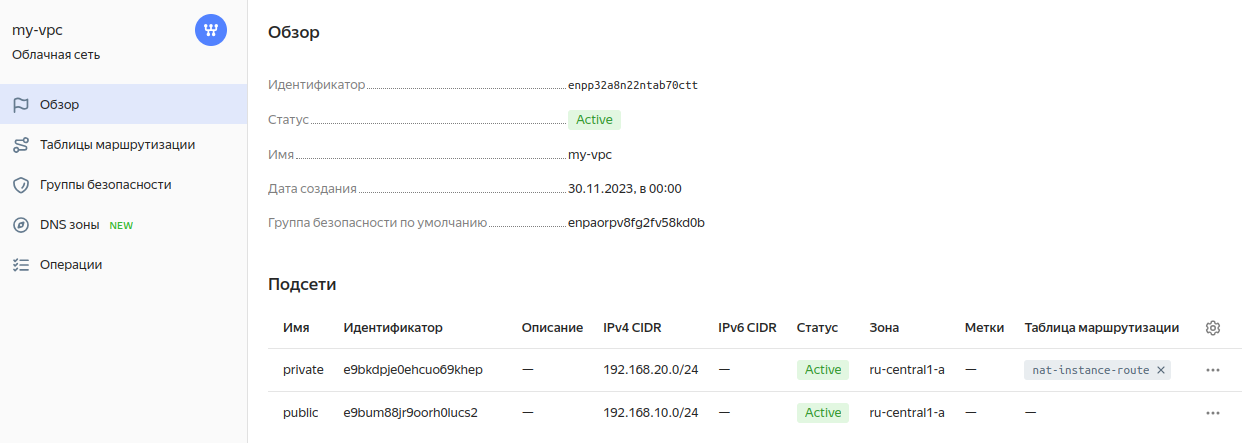 my-vpc
Облачная сеть
Обзор
Таблицы маршрутизации
Группы безопасности
DNS зоны NEW
Операции
Обзор
Идентификатор enpp32a8n22ntab70ctt
Статус Active
Имя my-vpc
Дата создания 30.11.2023, в 00:00
Группа безопасности по умолчанию enpaorpv8fg2fv58kd0b
Подсети
Имя Идентификатор Описание IPv4 CIDR IPv6 CIDR Статус Зона Метки Таблица маршрутизации
private e9bkdpje0ehcuo69khep — 192.168.20.0/24 — Active ru-central1-a — nat-instance-route ×
public e9bum88jr9oorh0lucs2 — 192.168.10.0/24 — Active ru-central1-a — —